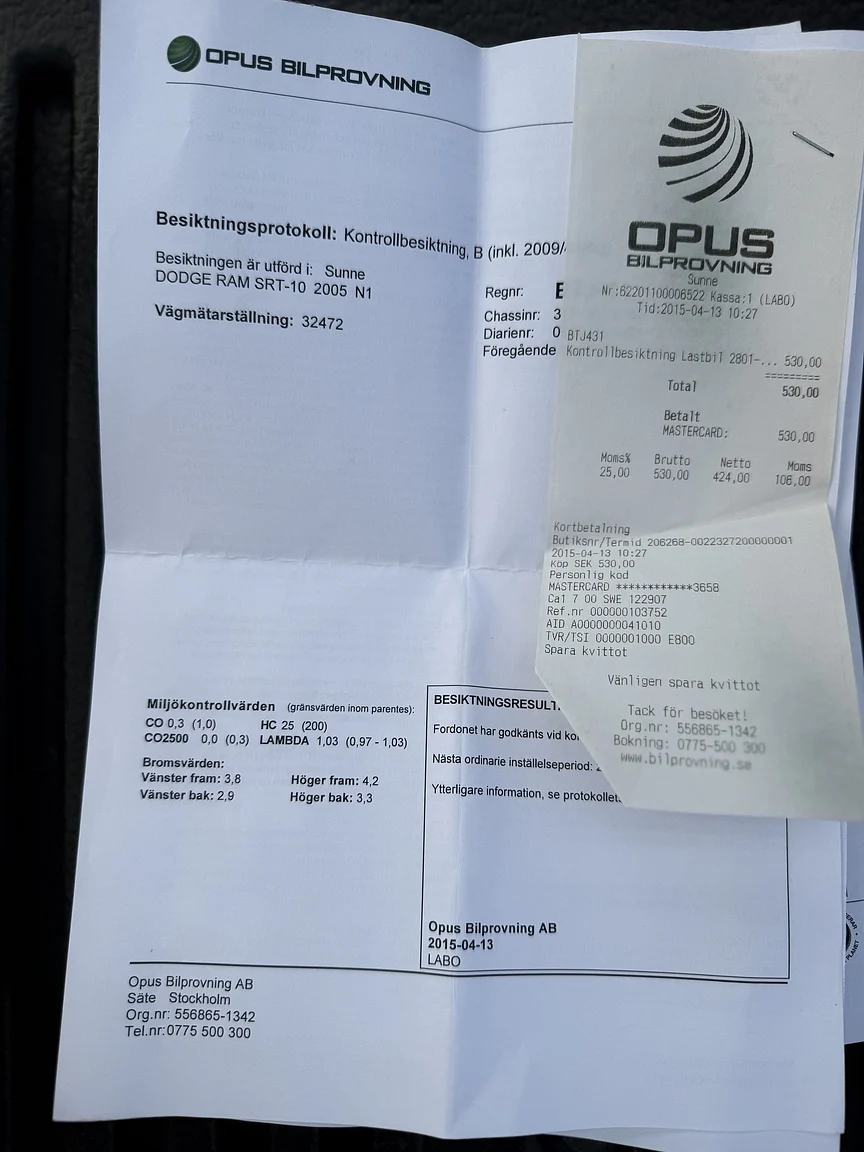 OPUS BILPROVNING
Besiktningsprotokoll: Kontrollbesiktning, B (inkl. 2009/
Besiktningen är utförd i: Sunne
DODGE RAM SRT-10 2005 N1
Vägmätarställning: 32472
Regnr:
Chassinr: 3
Diarienr: 0
Föregående
Miljökontrollvärden (gränsvärden inom parentes):
CO 0,3 (1,0) HC 25 (200)
CO2500 0,0 (0,3) LAMBDA 1,03 (0,97 - 1,03)
Bromsvärden:
Vänster fram: 3,8 Höger fram: 4,2
Vänster bak: 2,9 Höger bak: 3,3
BESIKTNINGSRESULT
Fordonet har godkänts vid
Nästa ordinarie inställelseperiod:
Ytterligare information, se protokollets
Opus Bilprovning AB
2015-04-13
LABO
Opus Bilprovning AB
Säte Stockholm
Org.nr: 556865-1342
Tel.nr:0775 500 300
OPUS
BILPROVNING
Sunne
Nr:62201100006522 Kassa:1 (LABO)
Tid:2015-04-13 10:27
BTJ431
Kontrollbesiktning Lastbil 2801-... 530,00
=========
Total 530,00
Betalt
MASTERCARD: 530,00
Moms% Brutto Netto Moms
25,00 530,00 424,00 106,00
Kortbetalning
Butiksnr/Termid 206268-0022327200000001
2015-04-13 10:27
Köp SEK 530,00
Personlig kod
MASTERCARD ************3658
Ca1 7 00 SWE 122907
Ref.nr 000000103752
AID A0000000041010
TVR/TSI 0000001000 E800
Spara kvittot
Vänligen spara kvittot
Tack för besöket!
Org.nr: 556865-1342
Bokning: 0775-500 300
www.bilprovning.se